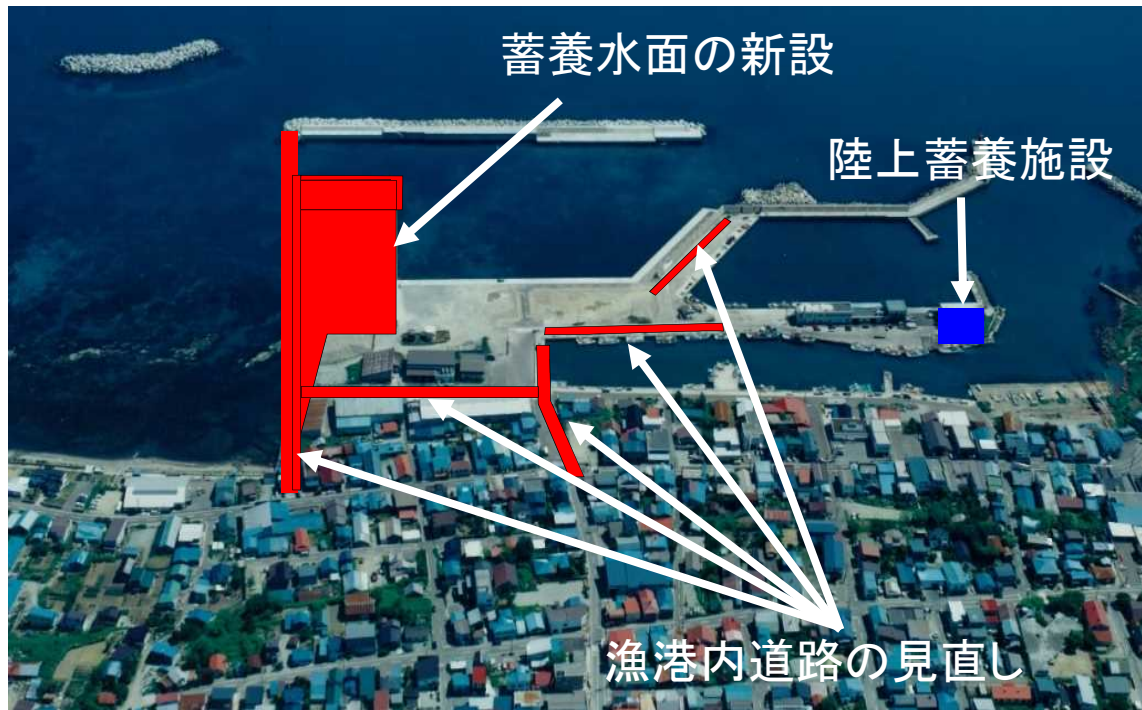 蓄養水面の新設
陸上蓄養施設
漁港内道路の見直し